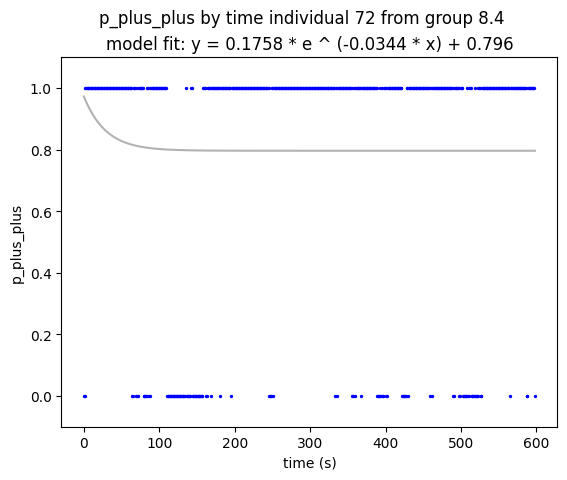 p_plus_plus by time individual 72 from group 8.4
model fit: y = 0.1758 * e ^ (-0.0344 * x) + 0.796
1.0
0.8
0.6
0.4
0.2
0.0
p_plus_plus
0 100 200 300 400 500 600
time (s)